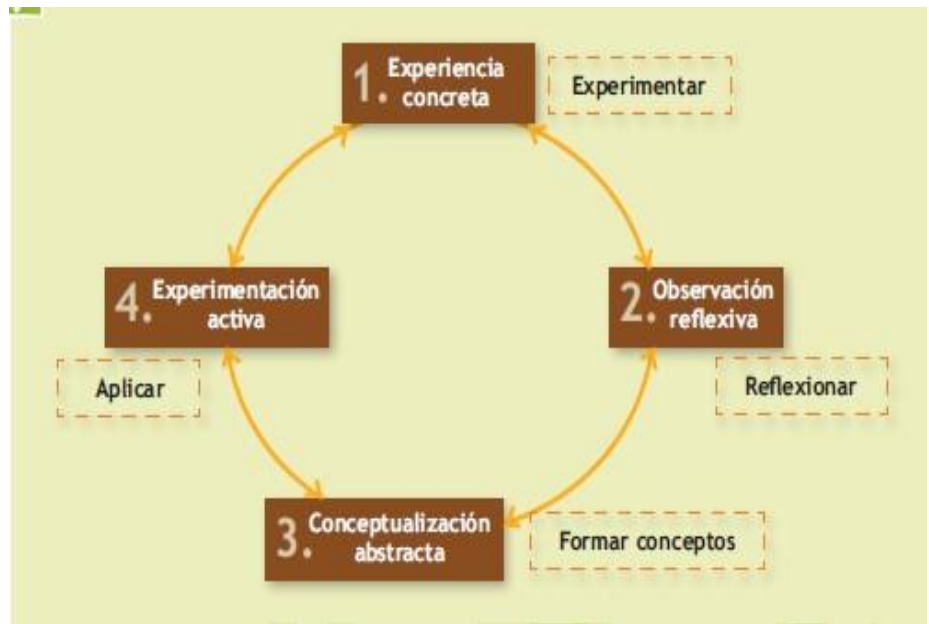 1. Experiencia
concreta
Experimentar
2. Observación
reflexiva
Reflexionar
3. Conceptualización
abstracta
Formar conceptos
4. Experimentación
activa
Aplicar